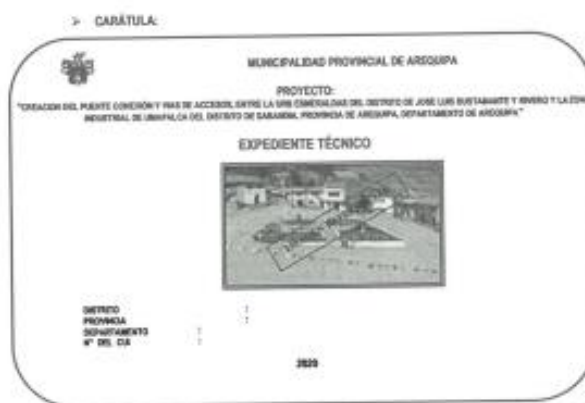 ➢ CARÁTULA:
MUNICIPALIDAD PROVINCIAL DE AREQUIPA
PROYECTO:
"CREACION DEL PUENTE CONEXIÓN Y VIAS DE ACCESOS, ENTRE LA URB ESMERALDAS DEL DISTRITO DE JOSE LUIS BUSTAMANTE Y RIVERO Y LA ZONA
INDUSTRIAL DE UMAPALCA DEL DISTRITO DE SABANDIA, PROVINCIA DE AREQUIPA, DEPARTAMENTO DE AREQUIPA"
EXPEDIENTE TÉCNICO
DISTRITO :
PROVINCIA :
DEPARTAMENTO :
N° DEL CUI :
2020